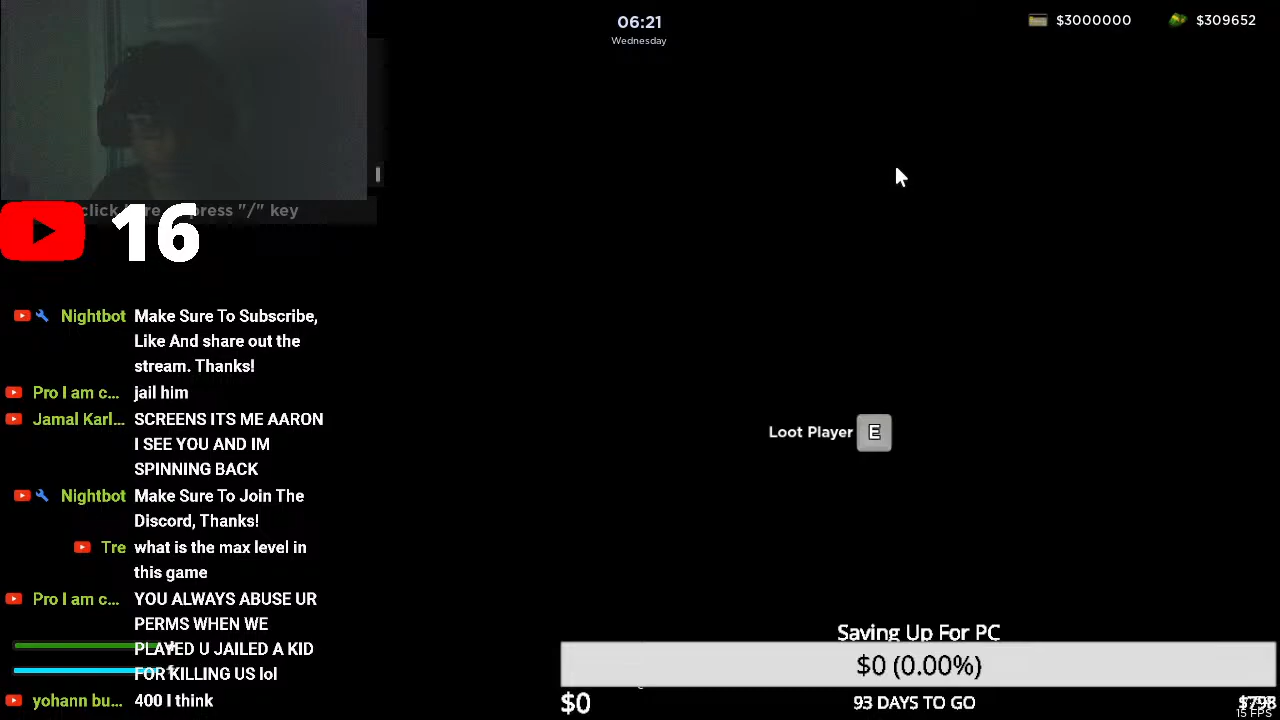 06:21
Wednesday
$3000000
$309652
press "/" key
16
Nightbot Make Sure To Subscribe,
Like And share out the
stream. Thanks!
Pro I am c... jail him
Jamal Karl... SCREENS ITS ME AARON
I SEE YOU AND IM
SPINNING BACK
Nightbot Make Sure To Join The
Discord, Thanks!
Tre what is the max level in
this game
Pro I am c... YOU ALWAYS ABUSE UR
PERMS WHEN WE
PLAYED U JAILED A KID
FOR KILLING US lol
yohann bu... 400 I think
Loot Player E
Saving Up For PC
$0 (0.00%)
$0
93 DAYS TO GO
15 FPS